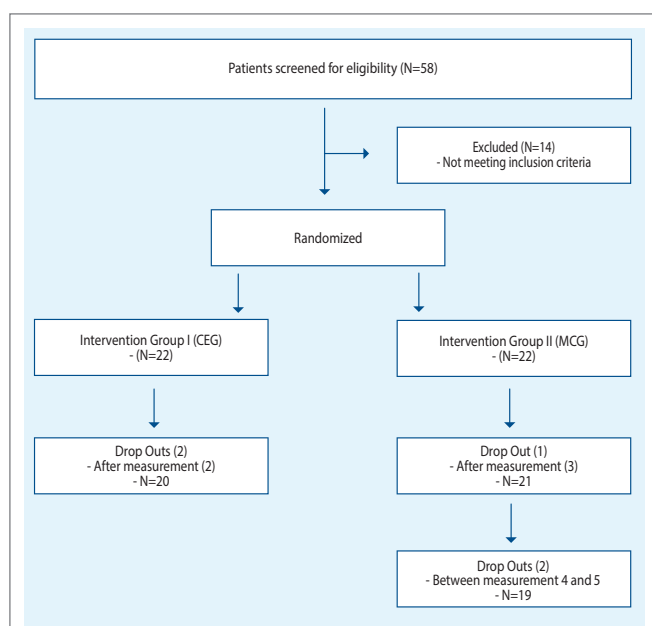 Patients screened for eligibility (N=58)
Excluded (N=14)
- Not meeting inclusion criteria
Randomized
Intervention Group I (CEG)
- (N=22)
Intervention Group II (MCG)
- (N=22)
Drop Outs (2)
- After measurement (2)
- N=20
Drop Out (1)
- After measurement (3)
- N=21
Drop Outs (2)
- Between measurement 4 and 5
- N=19